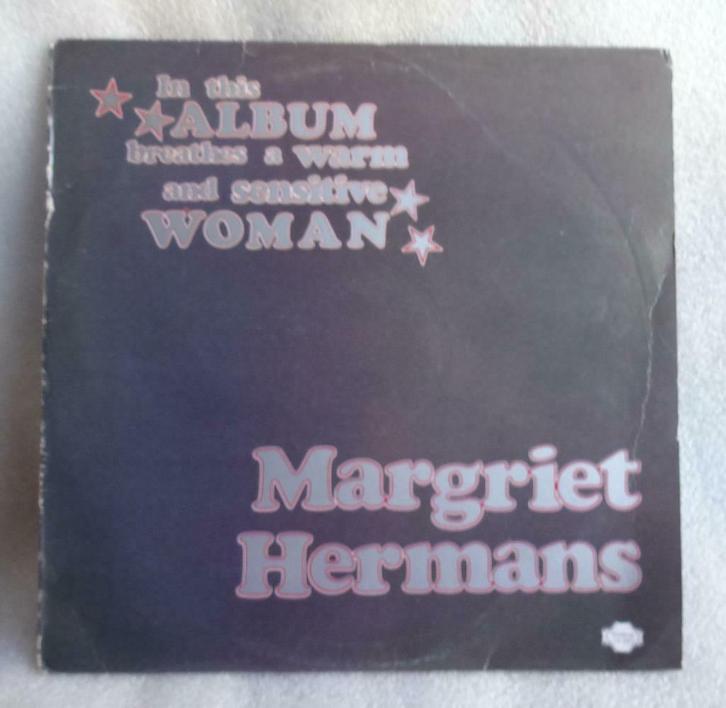 In this
ALBUM
breathes a warm
and sensitive
WOMAN
Margriet
Hermans